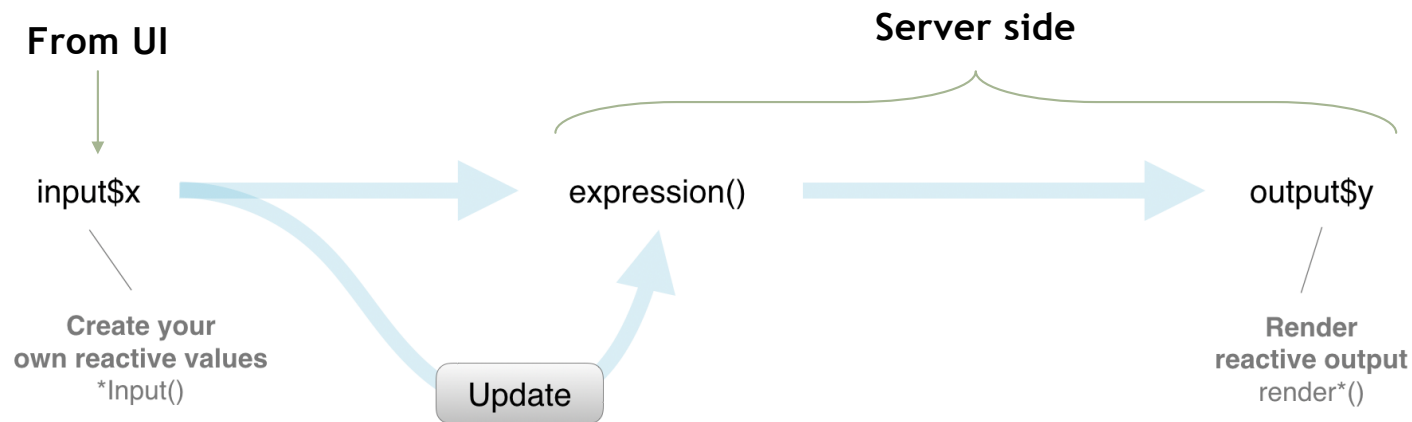 From UI
Server side
input$x
expression()
output$y
Create your
own reactive values
*Input()
Update
Render
reactive output
render*()